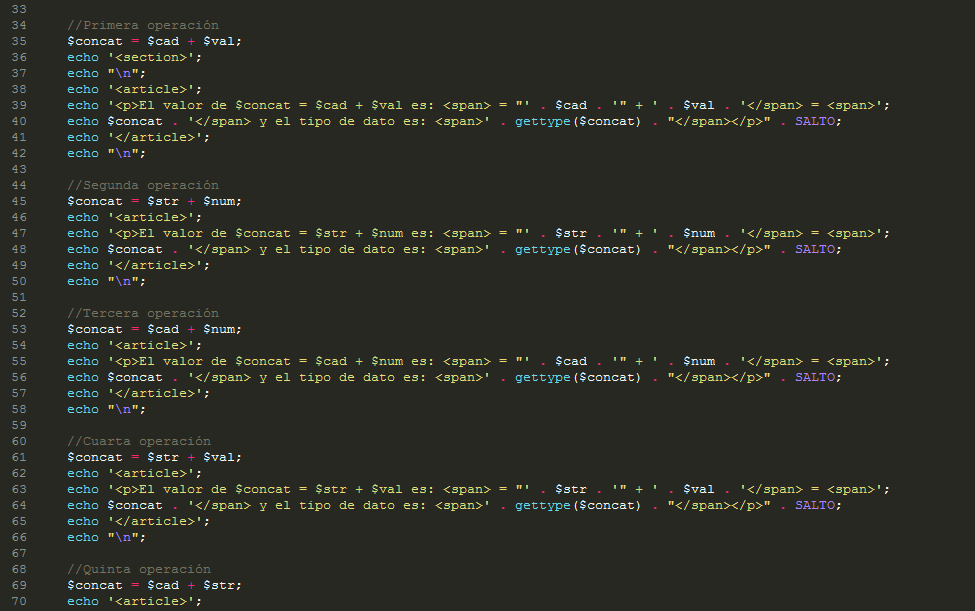 33
34 //Primera operación
35 $concat = $cad + $val;
36 echo '<section>';
37 echo "\n";
38 echo '<article>';
39 echo '<p>El valor de $concat = $cad + $val es: <span> = "' . $cad . '" + ' . $val . '</span> = <span>';
40 echo $concat . '</span> y el tipo de dato es: <span>' . gettype($concat) . "</span></p>" . SALTO;
41 echo '</article>';
42 echo "\n";
43
44 //Segunda operación
45 $concat = $str + $num;
46 echo '<article>';
47 echo '<p>El valor de $concat = $str + $num es: <span> = "' . $str . '" + ' . $num . '</span> = <span>';
48 echo $concat . '</span> y el tipo de dato es: <span>' . gettype($concat) . "</span></p>" . SALTO;
49 echo '</article>';
50 echo "\n";
51
52 //Tercera operación
53 $concat = $cad + $num;
54 echo '<article>';
55 echo '<p>El valor de $concat = $cad + $num es: <span> = "' . $cad . '" + ' . $num . '</span> = <span>';
56 echo $concat . '</span> y el tipo de dato es: <span>' . gettype($concat) . "</span></p>" . SALTO;
57 echo '</article>';
58 echo "\n";
59
60 //Cuarta operación
61 $concat = $str + $val;
62 echo '<article>';
63 echo '<p>El valor de $concat = $str + $val es: <span> = "' . $str . '" + ' . $val . '</span> = <span>';
64 echo $concat . '</span> y el tipo de dato es: <span>' . gettype($concat) . "</span></p>" . SALTO;
65 echo '</article>';
66 echo "\n";
67
68 //Quinta operación
69 $concat = $cad + $str;
70 echo '<article>';